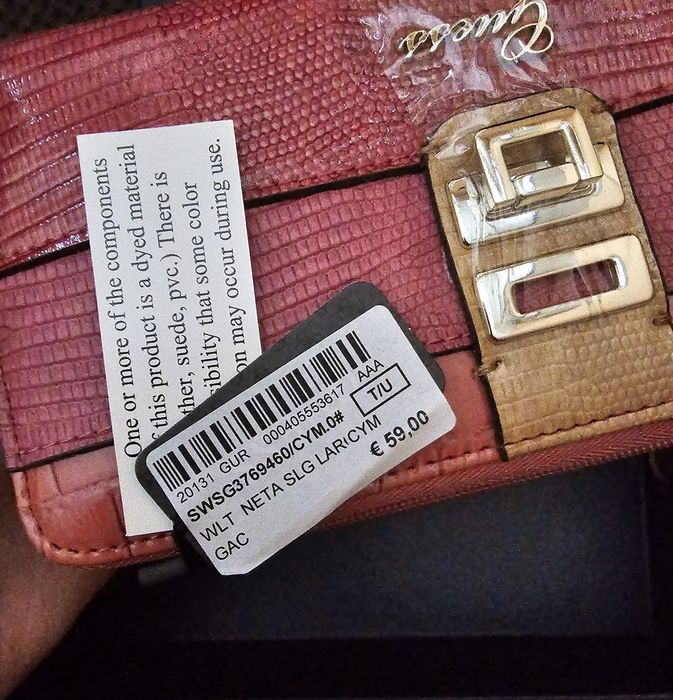 Guess
One or more of the components
this product is a dyed material
ther, suede, pvc.) There is
ibility that some color
on may occur during use.
20131 GUR 000405553617 AAA
SWSG3769460/CYM.0# T/U
WLT NETA SLG LAR\CYM
€ 59,00
GAC